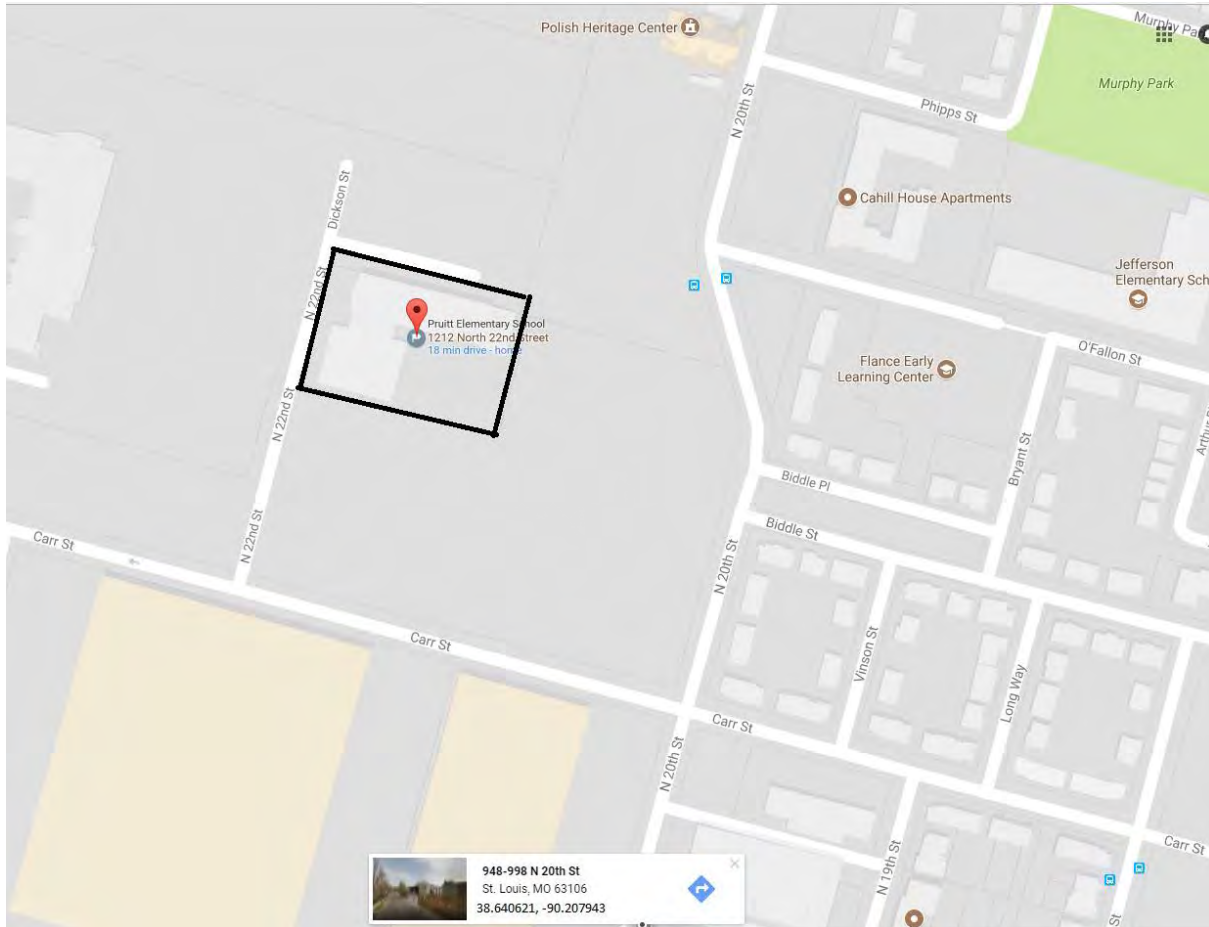 Polish Heritage Center
Murphy Pa
Murphy Park
Phipps St
N 20th St
Cahill House Apartments
Dickson St
Jefferson
Elementary Sch
N 22nd St
Pruitt Elementary School
1212 North 22nd Street
18 min drive - home
O'Fallon St
Flance Early
Learning Center
N 22nd St
Bryant St
Arthur
Biddle Pl
Biddle St
N 22nd St
Carr St
N 20th St
Carr St
Vinson St
Long Way
Carr St
N 20th St
Carr St
N 19th St
St
948-998 N 20th St
St. Louis, MO 63106
38.640621, -90.207943